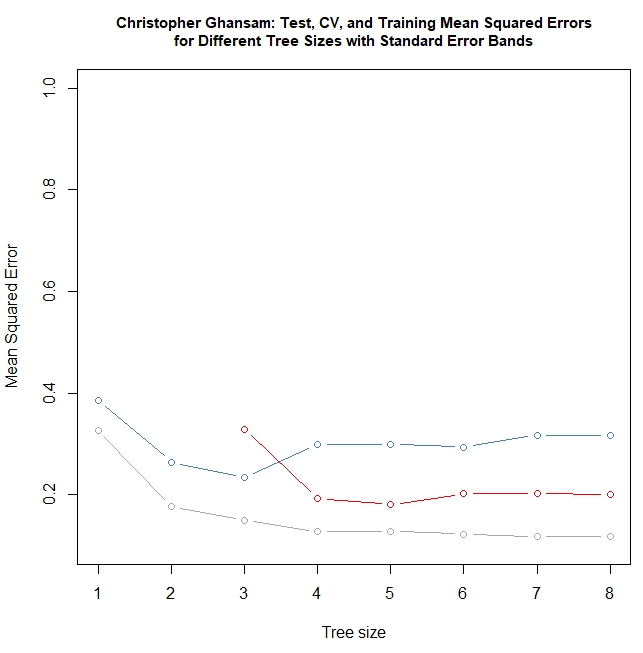 Christopher Ghansam: Test, CV, and Training Mean Squared Errors
for Different Tree Sizes with Standard Error Bands
1.0
0.8
0.6
0.4
0.2
Mean Squared Error
1 2 3 4 5 6 7 8
Tree size